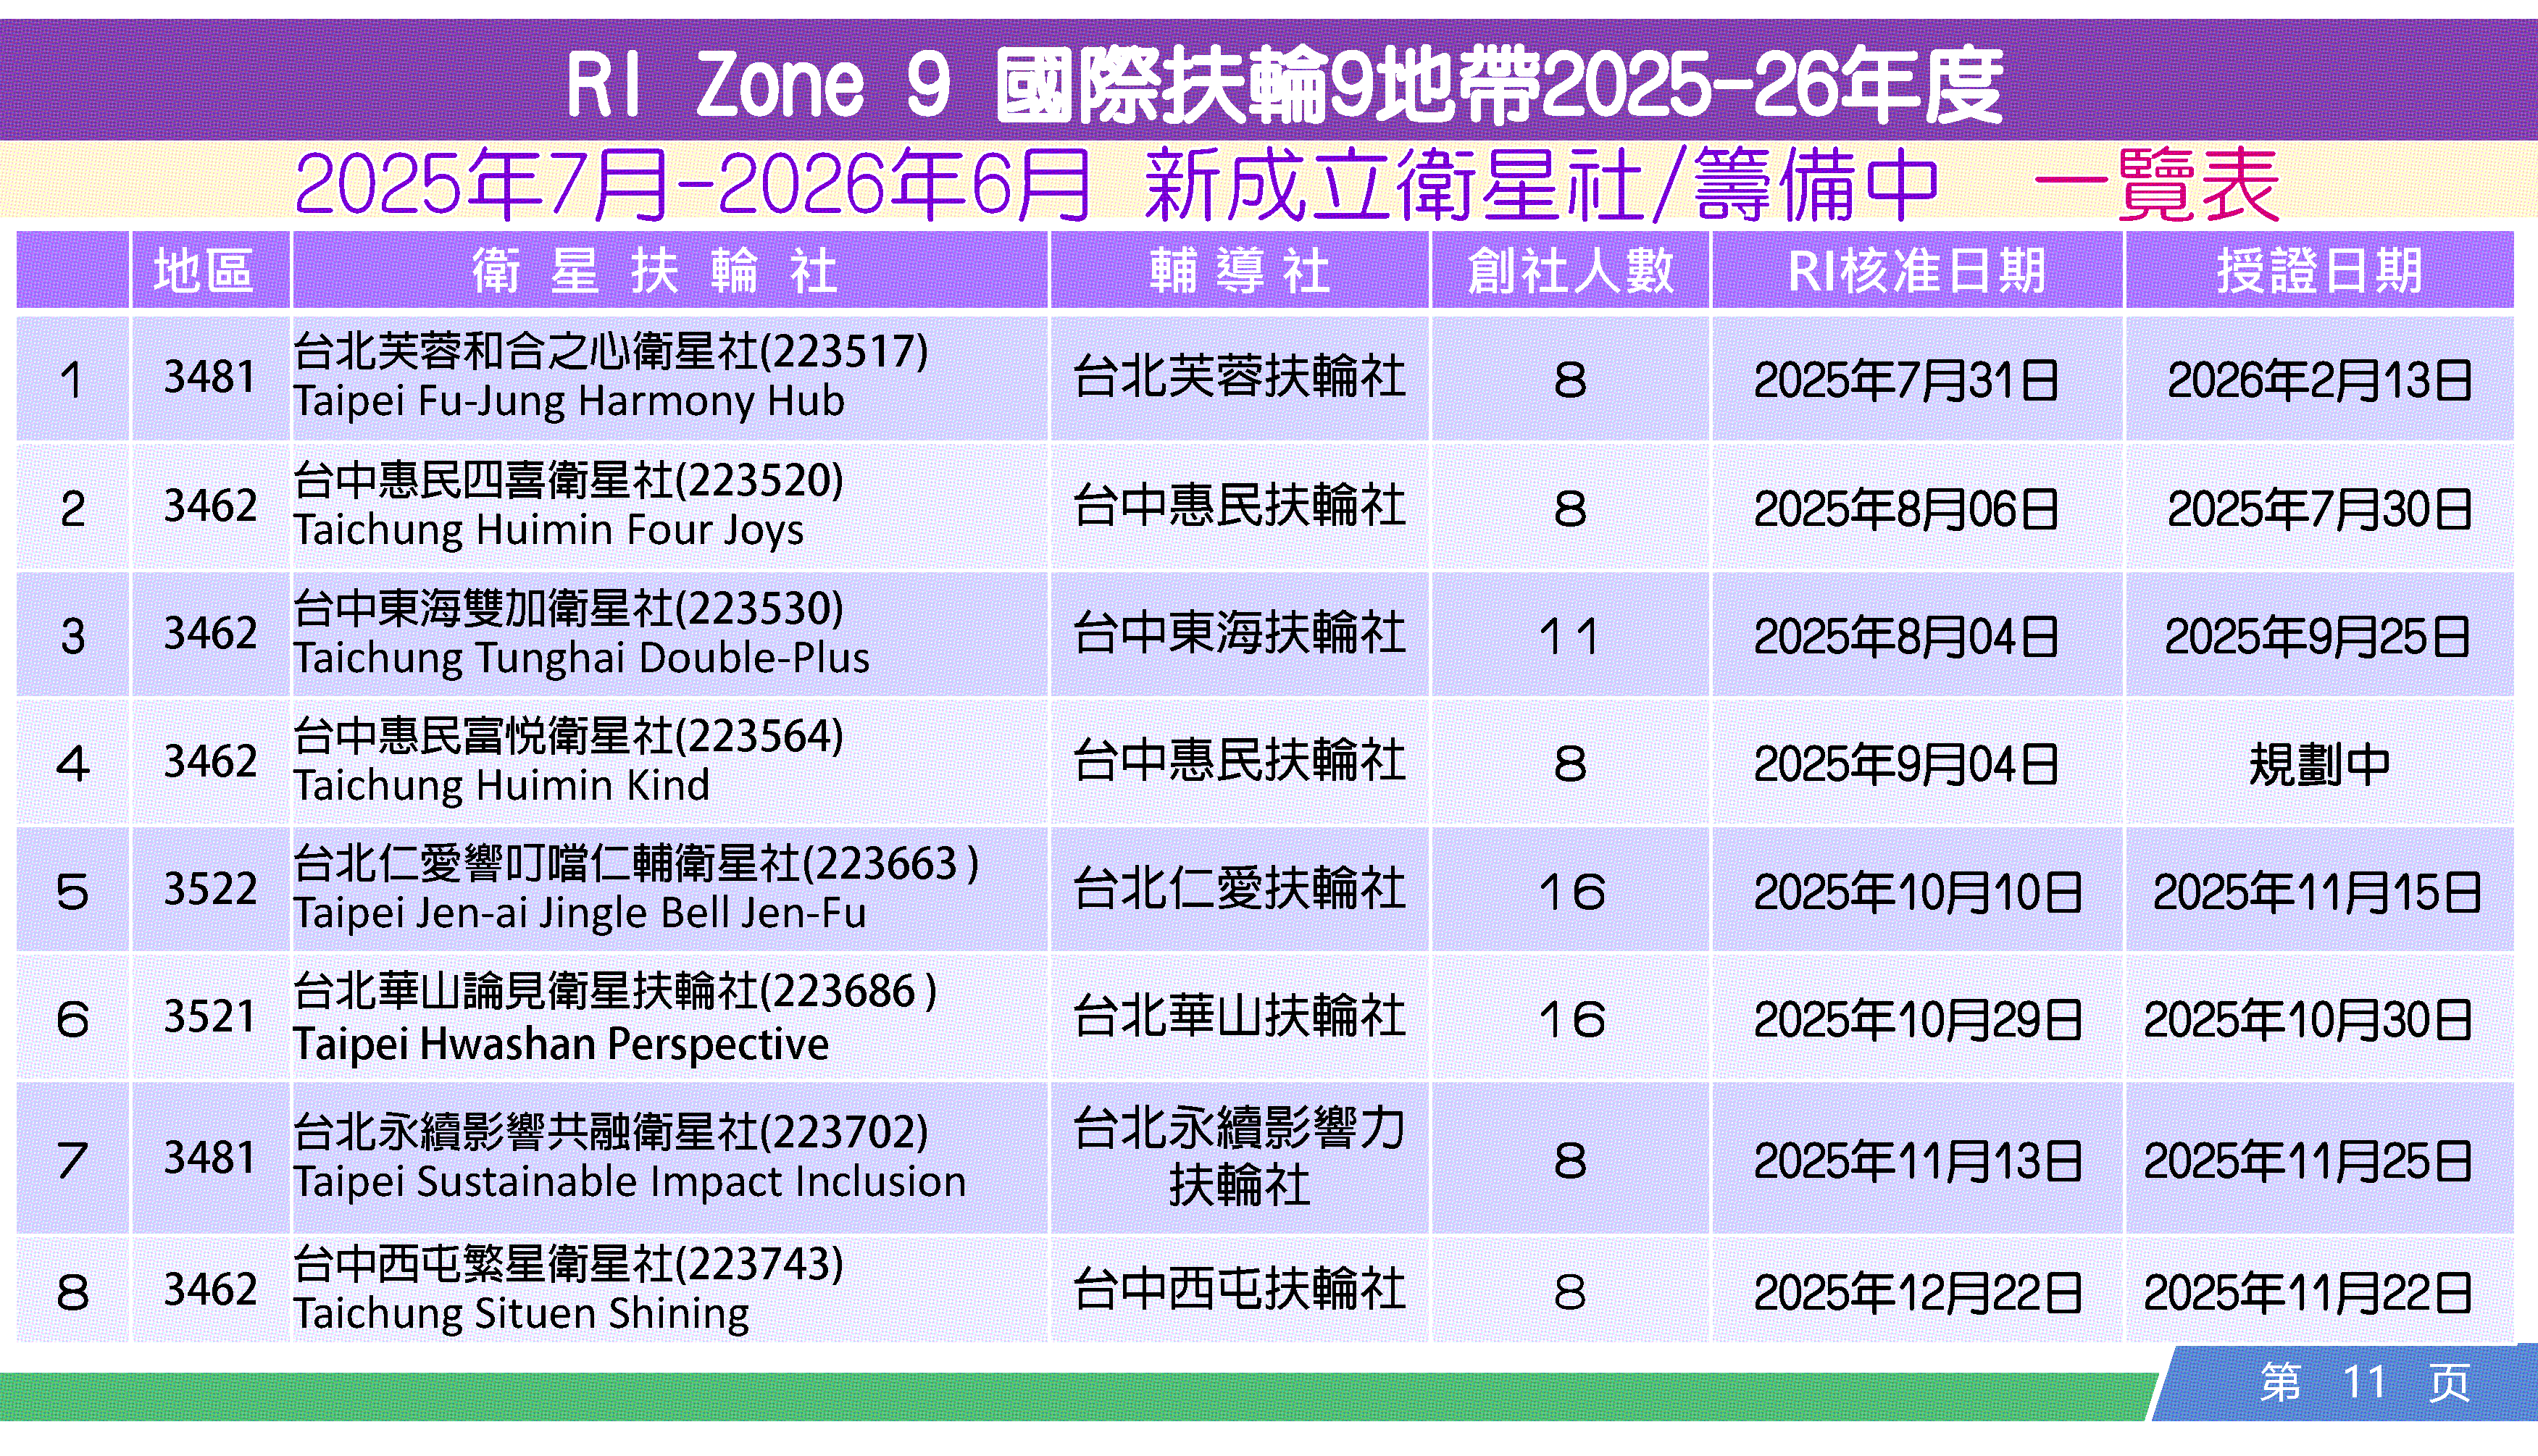 RI Zone 9 國際扶輪9地帶2025-26年度
2025年7月-2026年6月 新成立衛星社/籌備中 一覽表
地區 衛星扶輪社 輔導社 創社人數 RI核准日期 授證日期
1 3481 台北芙蓉和合之心衛星社(223517) 台北芙蓉扶輪社 8 2025年7月31日 2026年2月13日
Taipei Fu-Jung Harmony Hub
2 3462 台中惠民四喜衛星社(223520) 台中惠民扶輪社 8 2025年8月06日 2025年7月30日
Taichung Huimin Four Joys
3 3462 台中東海雙加衛星社(223530) 台中東海扶輪社 11 2025年8月04日 2025年9月25日
Taichung Tunghai Double-Plus
4 3462 台中惠民富悦衛星社(223564) 台中惠民扶輪社 8 2025年9月04日 規劃中
Taichung Huimin Kind
5 3522 台北仁愛響叮噹仁輔衛星社(223663 ) 台北仁愛扶輪社 16 2025年10月10日 2025年11月15日
Taipei Jen-ai Jingle Bell Jen-Fu
6 3521 台北華山論見衛星扶輪社(223686 ) 台北華山扶輪社 16 2025年10月29日 2025年10月30日
Taipei Hwashan Perspective
7 3481 台北永續影響共融衛星社(223702) 台北永續影響力 8 2025年11月13日 2025年11月25日
Taipei Sustainable Impact Inclusion 扶輪社
8 3462 台中西屯繁星衛星社(223743) 台中西屯扶輪社 8 2025年12月22日 2025年11月22日
Taichung Situen Shining
第 11 页